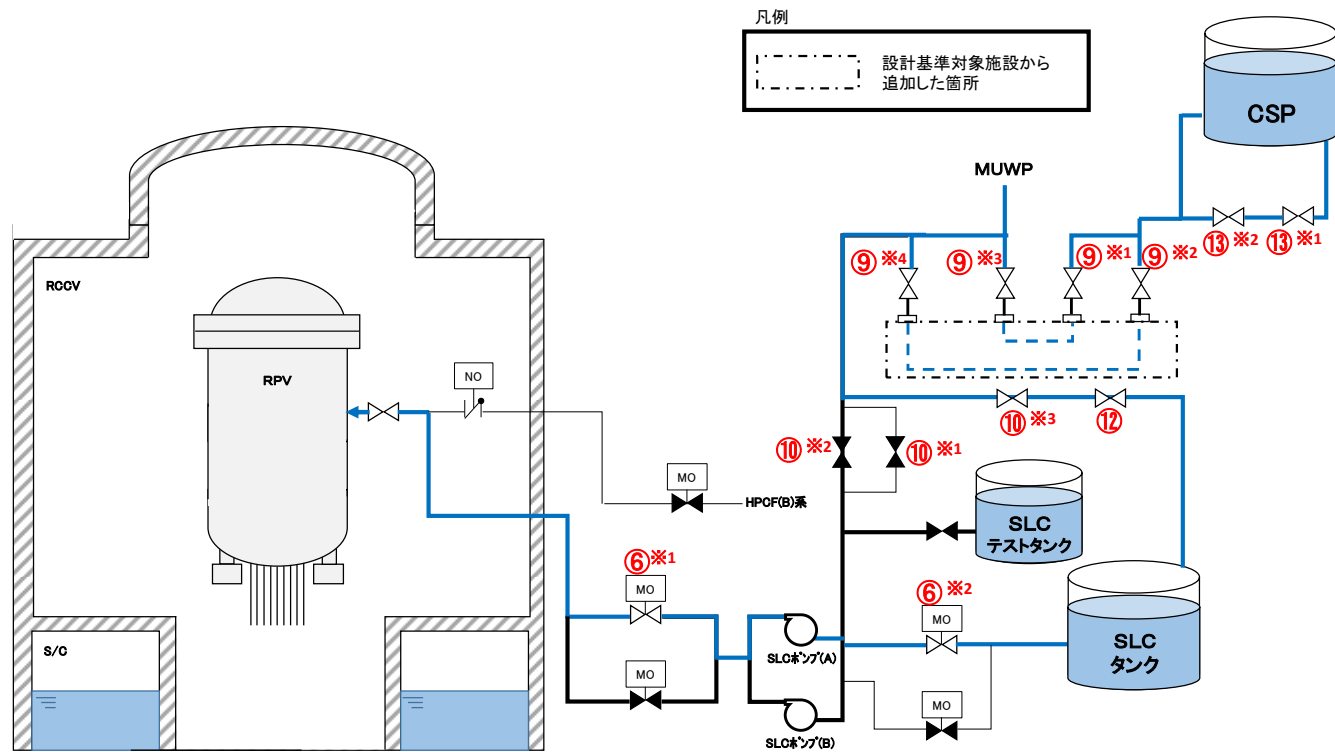 凡例
設計基準対象施設から
追加した箇所
CSP
MUWP
⑬※2
⑬※1
⑨※4
⑨※3
⑨※1
⑨※2
RCCV
RPV
NO
⑩※3
⑫
⑩※2
⑩※1
MO
HPCF(B)系
SLC
テストタンク
⑥※1
MO
⑥※2
MO
SLCポンプ(A)
SLC
タンク
S/C
MO
MO
SLCポンプ(B)